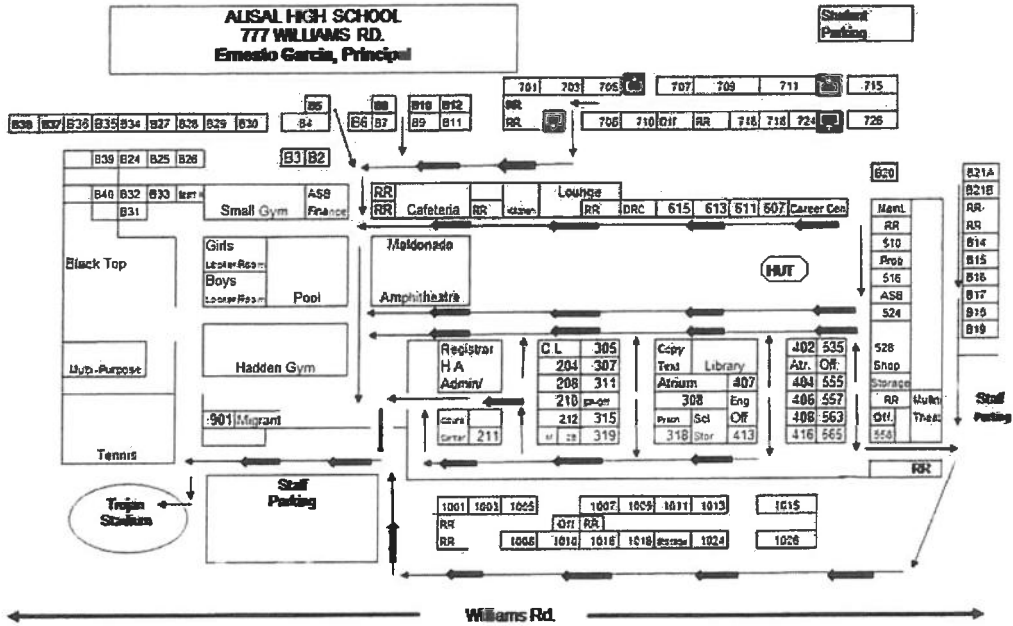 ALISAL HIGH SCHOOL
777 WILLIAMS RD.
Ernesto Garcia, Principal
Student
Parking
701 703 705 707 709 711 715
RR
RR 706 710 Off RR 716 718 724 726
B5 B8 B10 B12
B38 B37 B36 B35 B34 B27 B28 B29 B30 B4 B6 B7 B9 B11
B39 B24 B25 B26 B3 B2
B40 B32 B33
B31
Small Gym
ASB
Finance
RR
RR
Cafeteria RR Kitchen
Lounge
RR DRC 615 613 611 607 Career Cen.
B20
B21A
B21B
RR
RR
B14
B15
B16
B17
B18
B19
Maint.
RR
510
Prop
516
ASB
524
528
Shop
Storage
RR
Off.
558
Multi
Thea.
Black Top
Girls
Locker Room
Boys
Locker Room
Pool
Maldonado
Amphitheatre
HUT
Multi-Purpose
Hadden Gym
Registrar
H A
Admin/
211
C.L 305
204 307
208 311
210
212 315
319
Copy
Text Library
Atrium 407
308 Eng
Sci Off
318 Stor 413
402 535
Atr. Off.
404 555
406 557
408 563
416 565
901 Migrant
Tennis
Staff
Parking
RR
Trojan
Stadium
Staff
Parking
1001 1003 1005 1007 1009 1011 1013 1015
RR Off RR
RR 1008 1010 1016 1018 Storage 1024 1026
Williams Rd.